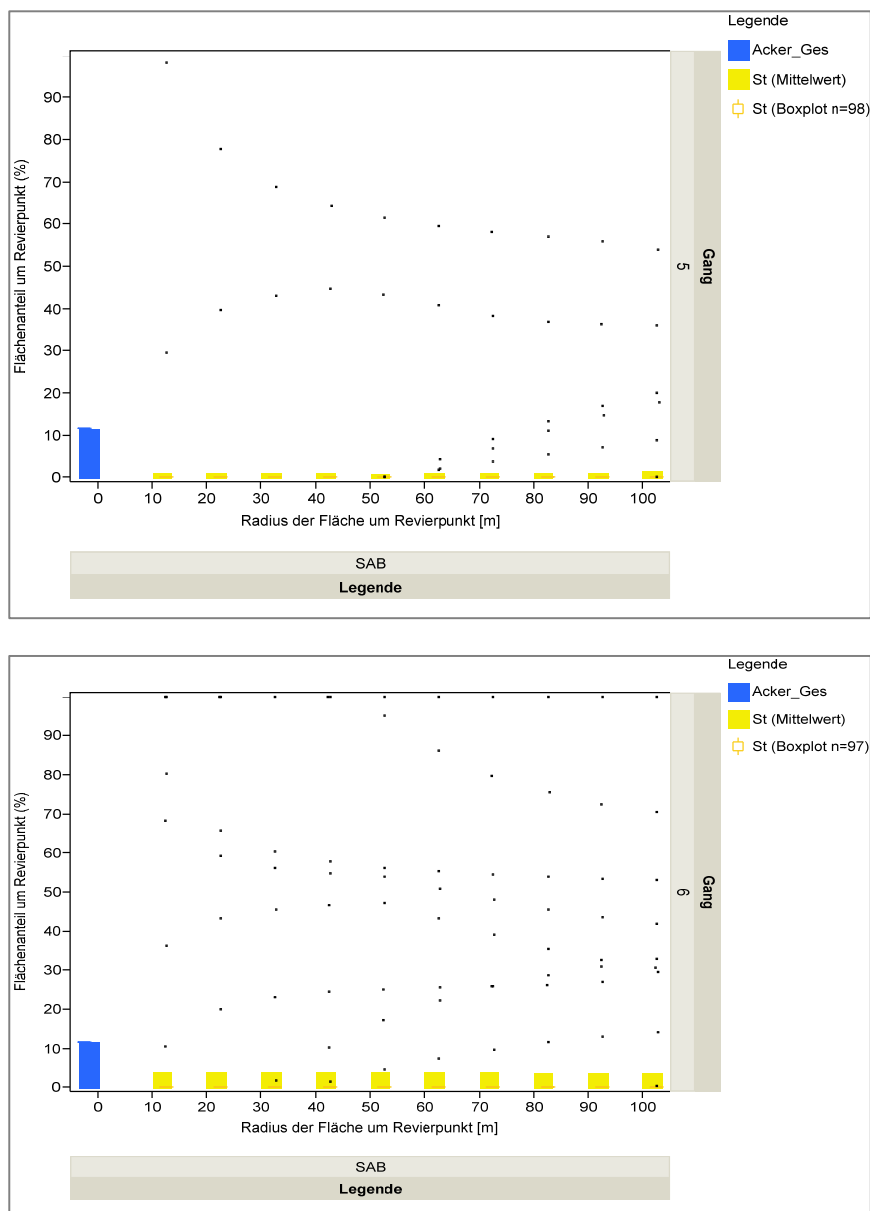 Legende
Acker_Ges
St (Mittelwert)
St (Boxplot n=98)
Flächenanteil um Revierpunkt (%)
90
80
70
60
50
40
30
20
10
0
0 10 20 30 40 50 60 70 80 90 100
Radius der Fläche um Revierpunkt [m]
5
Gang
SAB
Legende
Legende
Acker_Ges
St (Mittelwert)
St (Boxplot n=97)
Flächenanteil um Revierpunkt (%)
90
80
70
60
50
40
30
20
10
0
0 10 20 30 40 50 60 70 80 90 100
Radius der Fläche um Revierpunkt [m]
6
Gang
SAB
Legende